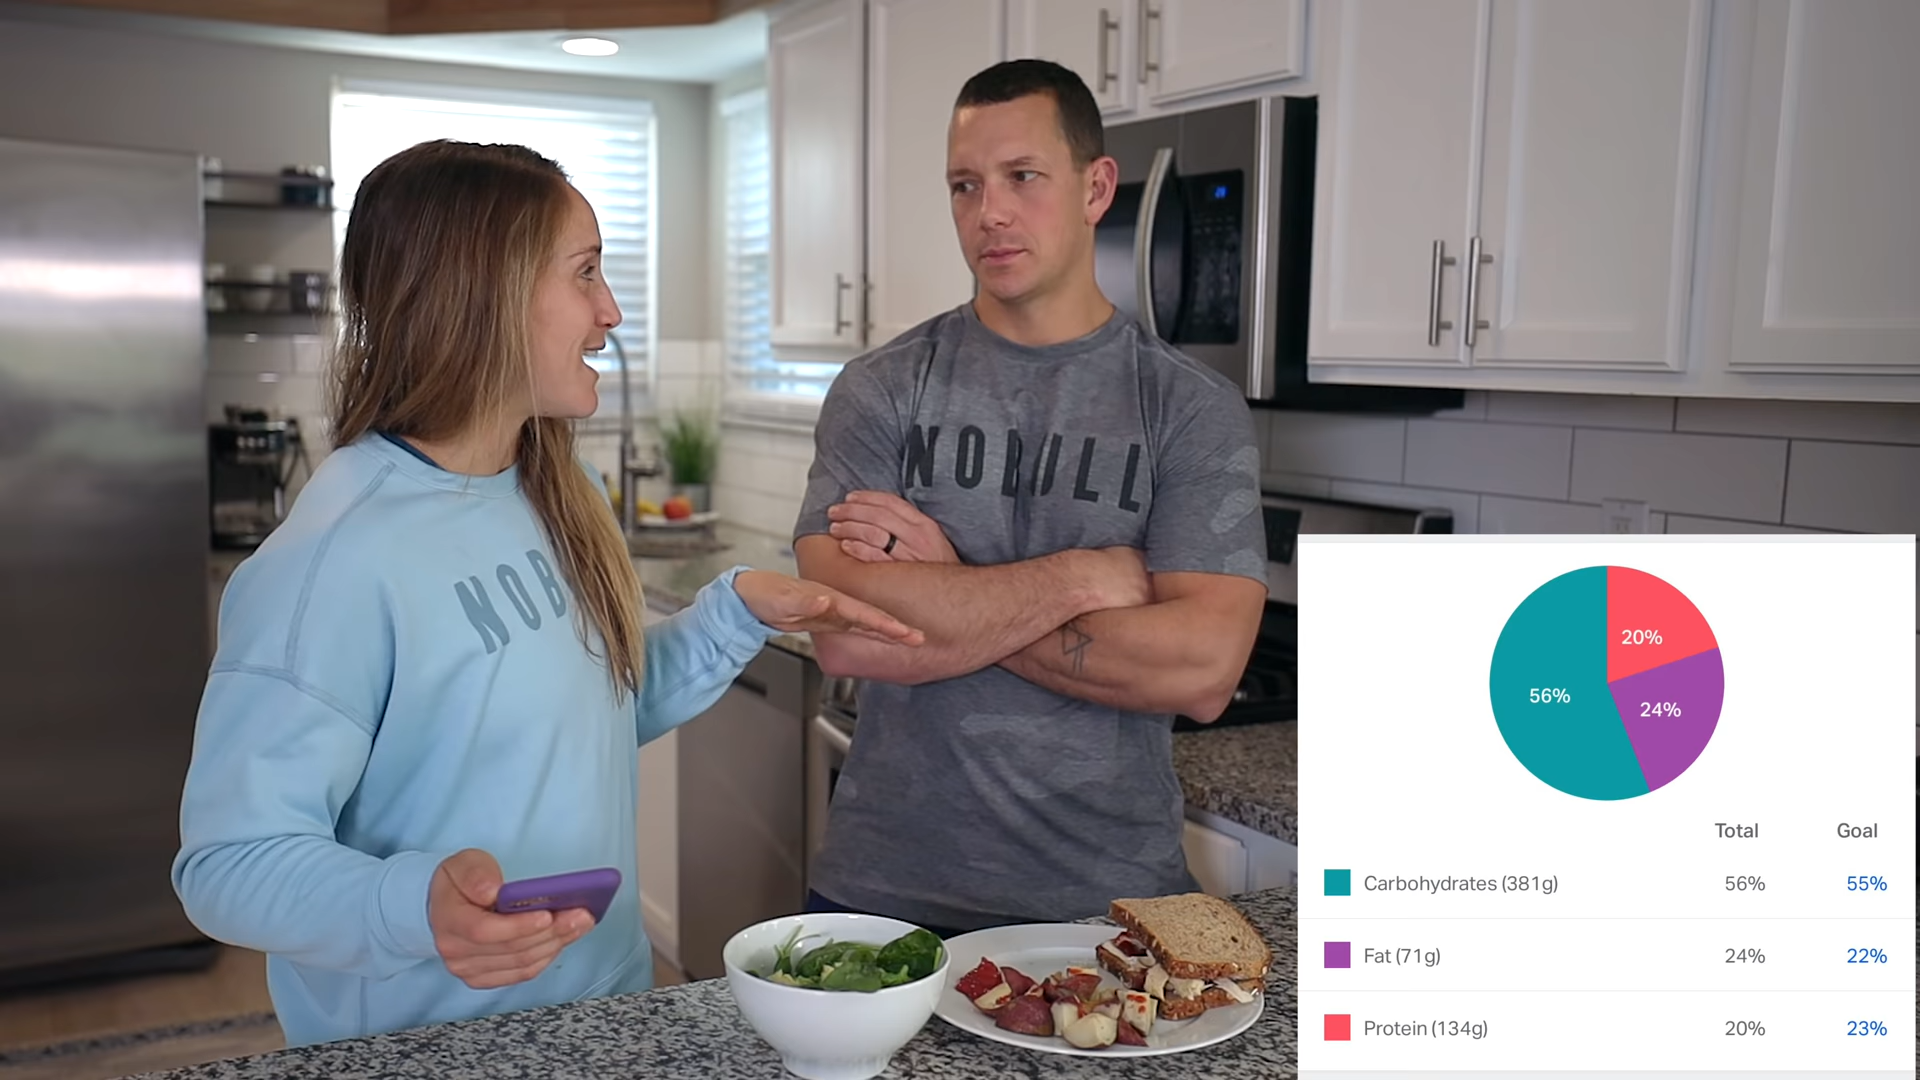 NOBULL
NOB
20%
56%
24%
Total Goal
Carbohydrates (381g) 56% 55%
Fat (71g) 24% 22%
Protein (134g) 20% 23%